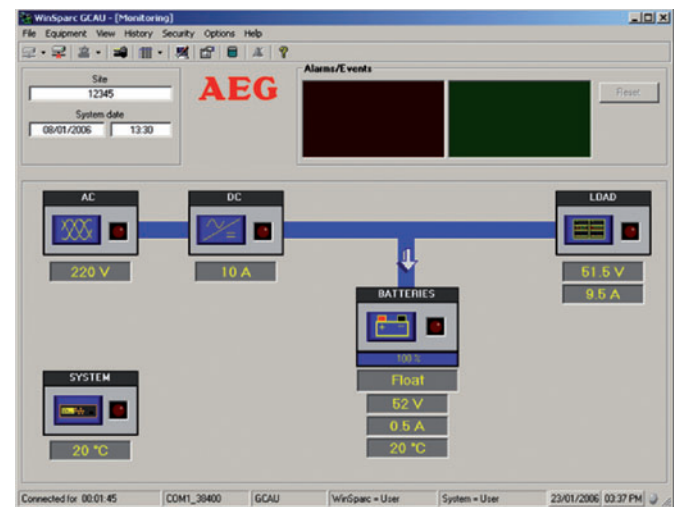 WinSparc GCAU - [Monitoring]
File Equipment View History Security Options Help
Site
12345
System date
08/01/2006 13:30
AEG
Alarms/Events
Reset
AC
220 V
DC
10 A
LOAD
51.5 V
9.5 A
BATTERIES
100 %
Float
52 V
0.5 A
20 °C
SYSTEM
20 °C
Connected for 00:01:45 COM1_38400 GCAU WinSparc = User System = User 23/01/2006 03:37 PM